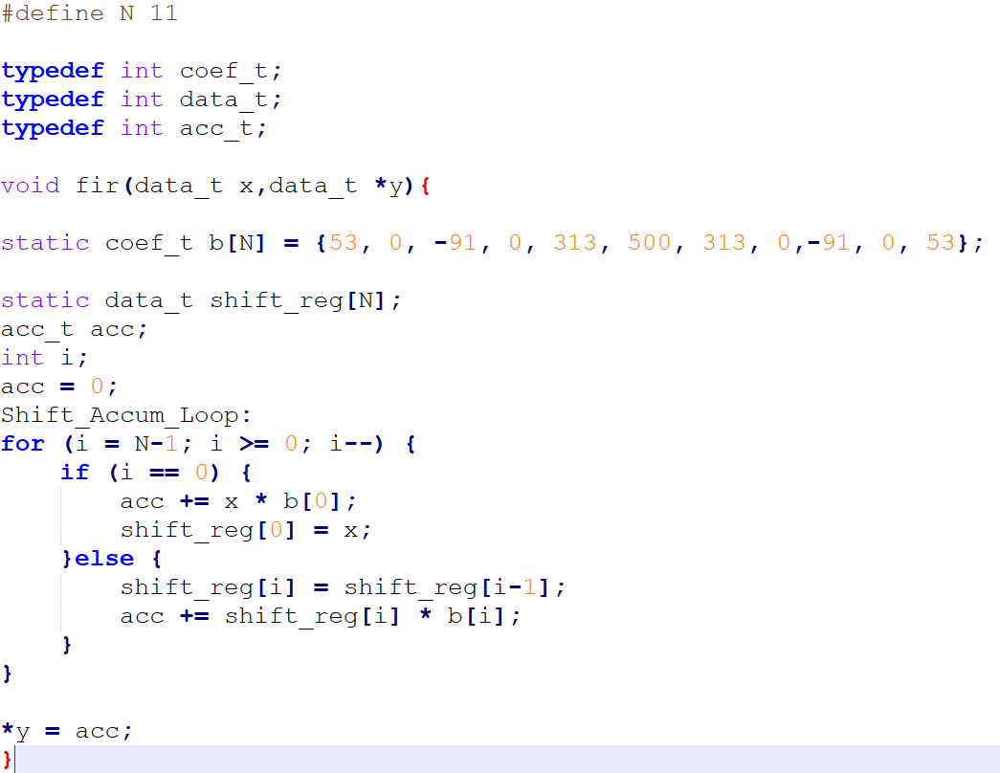 #define N 11
typedef int coef_t;
typedef int data_t;
typedef int acc_t;
void fir(data_t x,data_t *y){
static coef_t b[N] = {53, 0, -91, 0, 313, 500, 313, 0,-91, 0, 53};
static data_t shift_reg[N];
acc_t acc;
int i;
acc = 0;
Shift_Accum_Loop:
for (i = N-1; i >= 0; i--) {
    if (i == 0) {
        acc += x * b[0];
        shift_reg[0] = x;
    }else {
        shift_reg[i] = shift_reg[i-1];
        acc += shift_reg[i] * b[i];
    }
}
*y = acc;
}